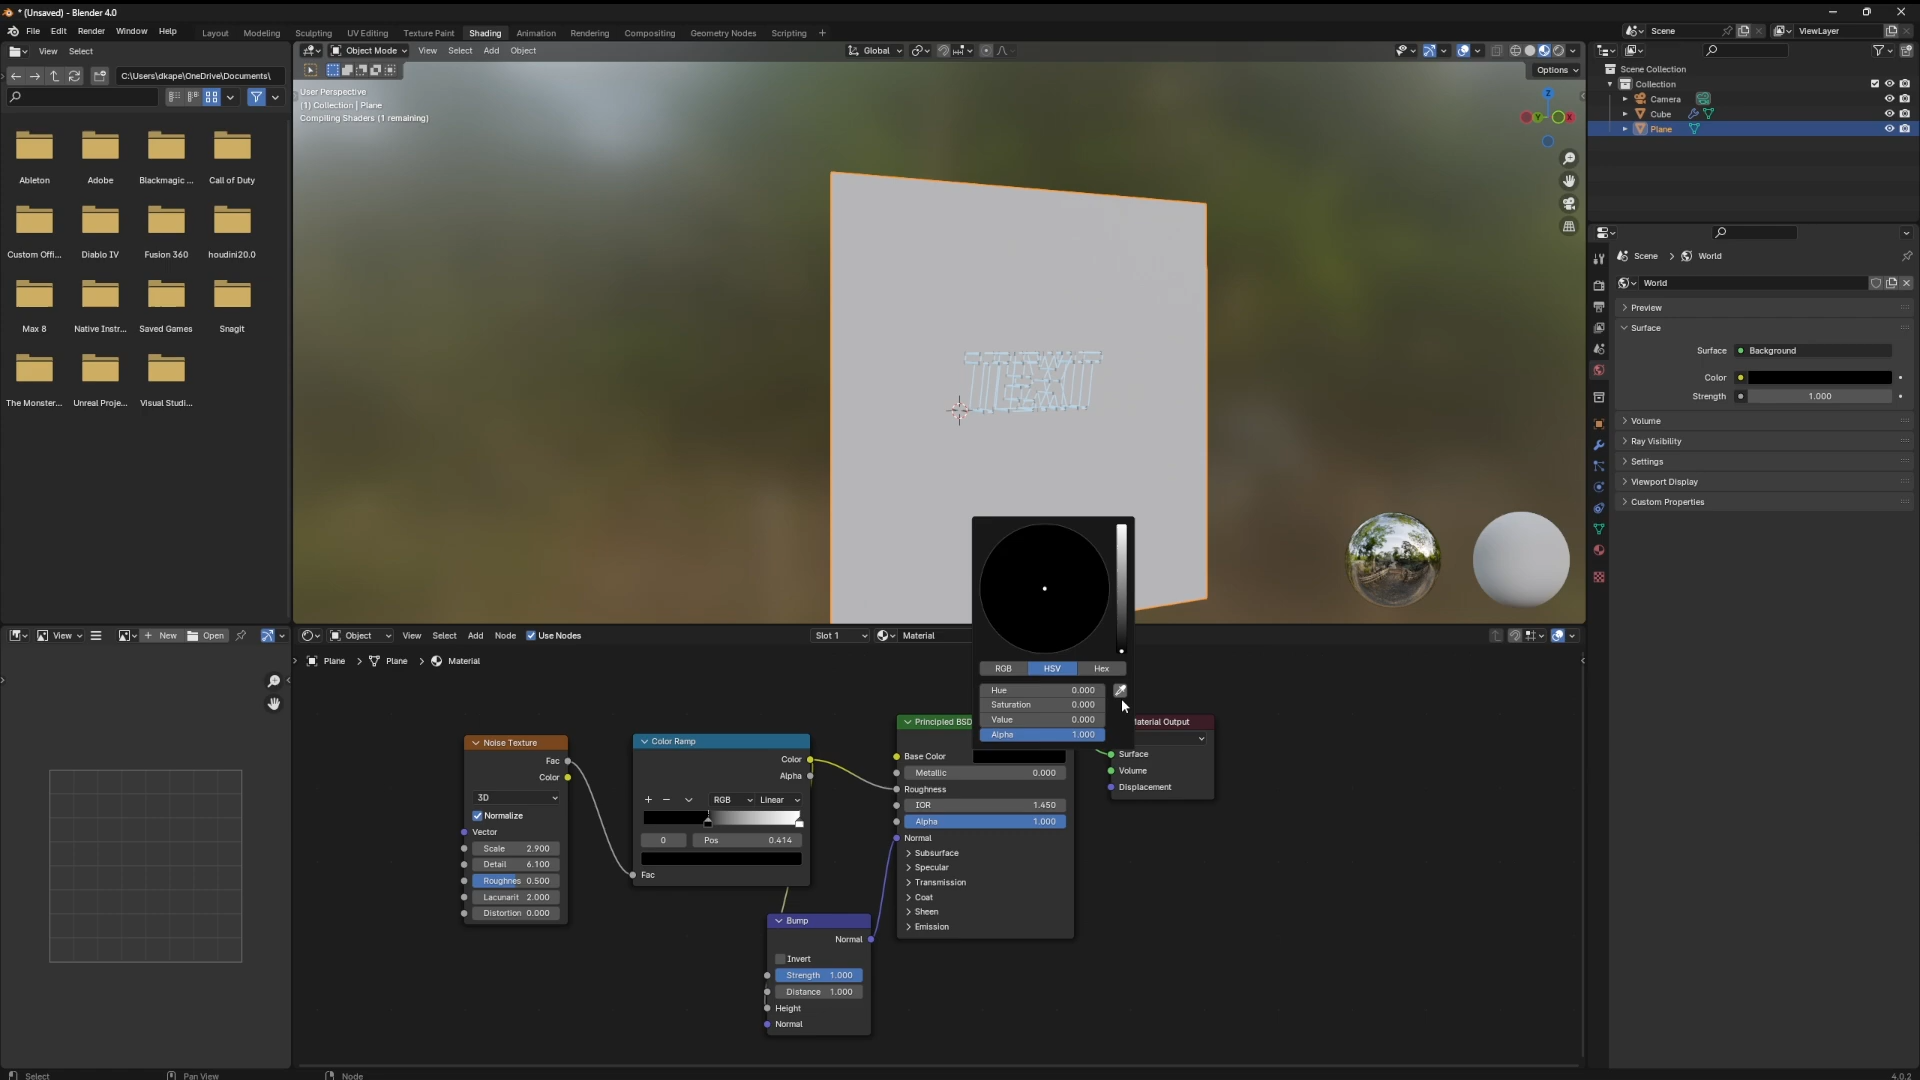 * (Unsaved) - Blender 4.0
File Edit Render Window Help
Layout Modeling Sculpting UV Editing Texture Paint Shading Animation Rendering Compositing Geometry Nodes Scripting +
Scene
ViewLayer
View Select
Object Mode View Select Add Object
Global
C:\Users\dkape\OneDrive\Documents\
Options
User Perspective
(1) Collection | Plane
Compiling Shaders (1 remaining)
Ableton Adobe Blackmagic ... Call of Duty
Custom Offi... Diablo IV Fusion 360 houdini20.0
Max 8 Native Instr... Saved Games Snagit
The Monster... Unreal Proje... Visual Studi...
TEXT
Z
Y
X
Scene Collection
Collection
Camera
Cube
Plane
Scene > World
World
Preview
Surface
Surface Background
Color
Strength 1.000
Volume
Ray Visibility
Settings
Viewport Display
Custom Properties
View + New Open
Object View Select Add Node Use Nodes
Slot 1 Material
Plane > Plane > Material
RGB HSV Hex
Hue 0.000
Saturation 0.000
Value 0.000
Alpha 1.000
Noise Texture
Fac
Color
3D
Normalize
Vector
Scale 2.900
Detail 6.100
Roughnes 0.500
Lacunarit 2.000
Distortion 0.000
Color Ramp
Color
Alpha
RGB Linear
0 Pos 0.414
Fac
Bump
Normal
Invert
Strength 1.000
Distance 1.000
Height
Normal
Principled BSD
Base Color
Metallic 0.000
Roughness
IOR 1.450
Alpha 1.000
Normal
Subsurface
Specular
Transmission
Coat
Sheen
Emission
Material Output
Surface
Volume
Displacement
Select Pan View Node
4.0.2